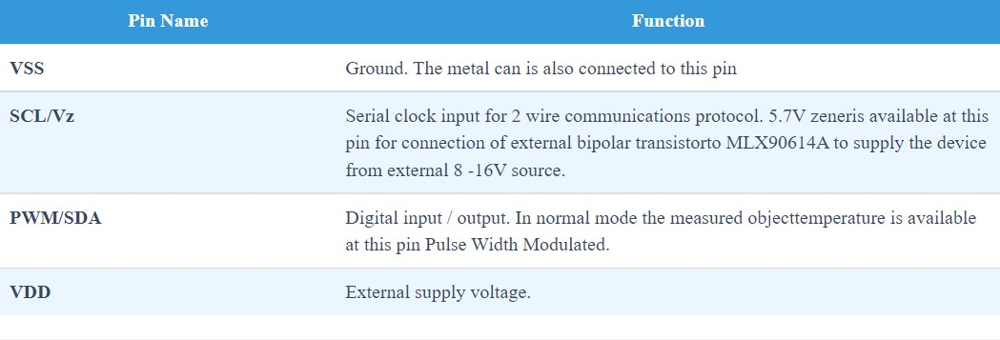 Pin Name Function
VSS Ground. The metal can is also connected to this pin
SCL/Vz Serial clock input for 2 wire communications protocol. 5.7V zeneris available at this
pin for connection of external bipolar transistorto MLX90614A to supply the device
from external 8 -16V source.
PWM/SDA Digital input / output. In normal mode the measured objecttemperature is available
at this pin Pulse Width Modulated.
VDD External supply voltage.